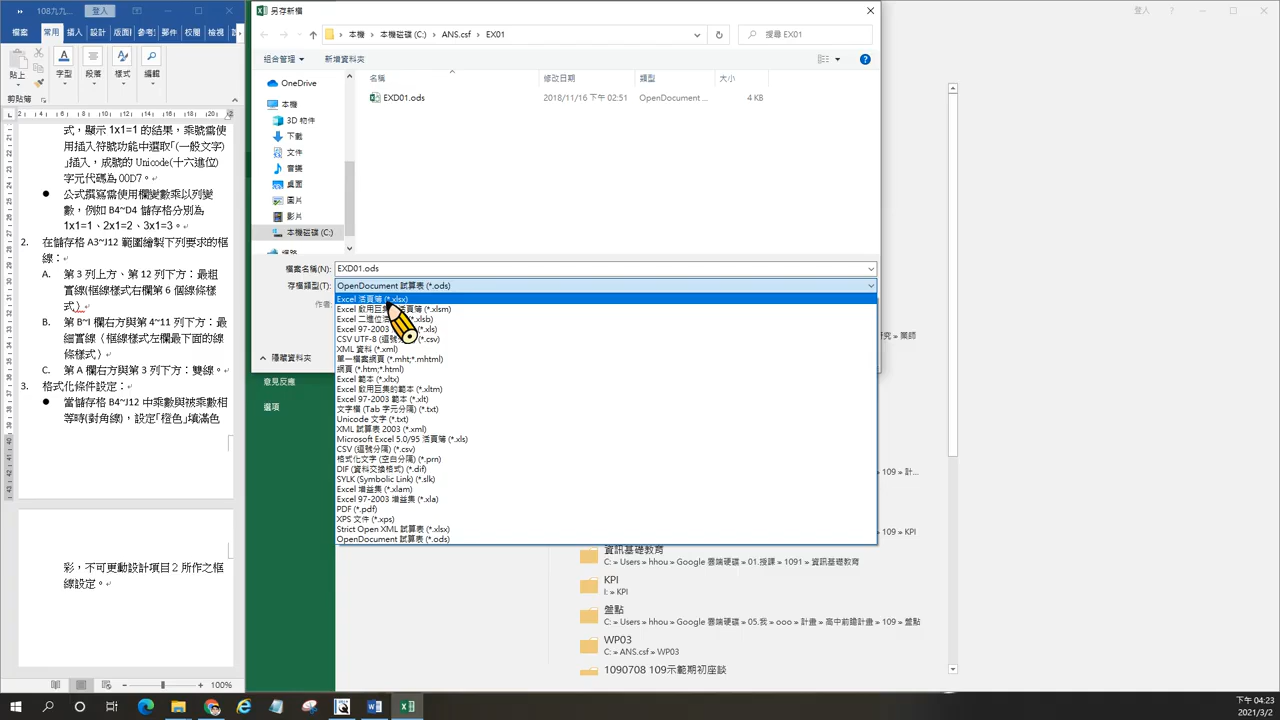 108九九...
登入
檔案
常用
插入
設計
版面
參考
郵件
校閱
檢視
貼上
字型
段落
樣式
編輯
剪貼簿
式，顯示 1x1=1 的結果，乘號需使
用插入符號功能中選取「(一般文字)
」插入，成號的 Unicode(十六進位)
字元代碼為 00D7。
● 公式撰寫需使用欄變數乘以列變
數，例如 B4~D4 儲存格分別為
1x1=1、2x1=2、3x1=3。
2. 在儲存格 A3~J12 範圍繪製下列要求的框
線：
A. 第 3 列上方、第 12 列下方：最粗
實線(框線樣式右欄第 6 個線條樣
式)
B. 第 B~I 欄右方與第 4~11 列下方：最
細實線（框線樣式左欄最下面的線
條樣式）
C. 第 A 欄右方與第 3 列下方：雙線。
3. 格式化條件設定：
● 當儲存格 B4~J12 中乘數與被乘數相
等時(對角線)，設定「橙色」填滿色
彩，不可更動設計項目 2 所作之框
線設定。
100%
另存新檔
本機 › 本機磁碟 (C:) › ANS.csf › EX01
搜尋 EX01
組合管理
新增資料夾
OneDrive
本機
3D 物件
下載
文件
音樂
桌面
圖片
影片
本機磁碟 (C:)
網路
名稱
修改日期
類型
大小
EXD01.ods
2018/11/16 下午 02:51
OpenDocument ...
4 KB
檔案名稱(N): EXD01.ods
存檔類型(T): OpenDocument 試算表 (*.ods)
作者:
隱藏資料夾
Excel 活頁簿 (*.xlsx)
Excel 啟用巨集的活頁簿 (*.xlsm)
Excel 二進位活 (*.xlsb)
Excel 97-2003 (*.xls)
CSV UTF-8 (逗號分 (*.csv)
XML 資料 (*.xml)
單一檔案網頁 (*.mht;*.mhtml)
網頁 (*.htm;*.html)
Excel 範本 (*.xltx)
Excel 啟用巨集的範本 (*.xltm)
Excel 97-2003 範本 (*.xlt)
文字檔 (Tab 字元分隔) (*.txt)
Unicode 文字 (*.txt)
XML 試算表 2003 (*.xml)
Microsoft Excel 5.0/95 活頁簿 (*.xls)
CSV (逗號分隔) (*.csv)
格式化文字 (空白分隔) (*.prn)
DIF (資料交換格式) (*.dif)
SYLK (Symbolic Link) (*.slk)
Excel 增益集 (*.xlam)
Excel 97-2003 增益集 (*.xla)
PDF (*.pdf)
XPS 文件 (*.xps)
Strict Open XML 試算表 (*.xlsx)
OpenDocument 試算表 (*.ods)
意見反應
選項
登入
究 » 藥師
» 109 » 計...
» 109 » KPI
資訊基礎教育
C: » Users » hhou » Google 雲端硬碟 » 01.授課 » 1091 » 資訊基礎教育
KPI
I: » KPI
盤點
C: » Users » hhou » Google 雲端硬碟 » 05.我 » ooo » 計畫 » 高中前瞻計畫 » 109 » 盤點
WP03
C: » ANS.csf » WP03
1090708 109示範期初座談
下午 04:23
2021/3/2